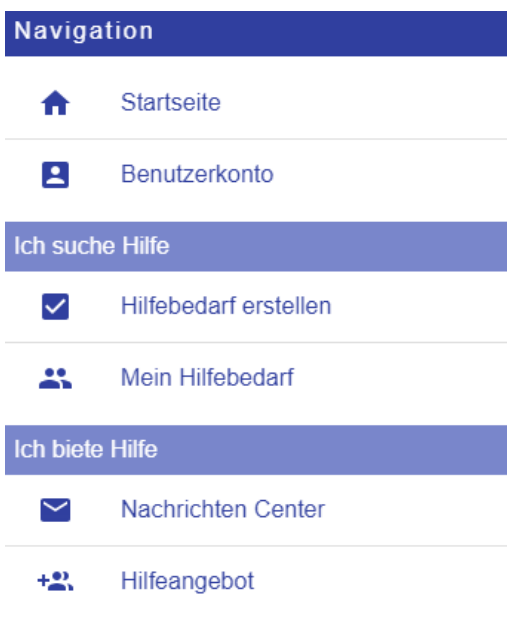 Navigation
Startseite
Benutzerkonto
Ich suche Hilfe
Hilfebedarf erstellen
Mein Hilfebedarf
Ich biete Hilfe
Nachrichten Center
Hilfeangebot